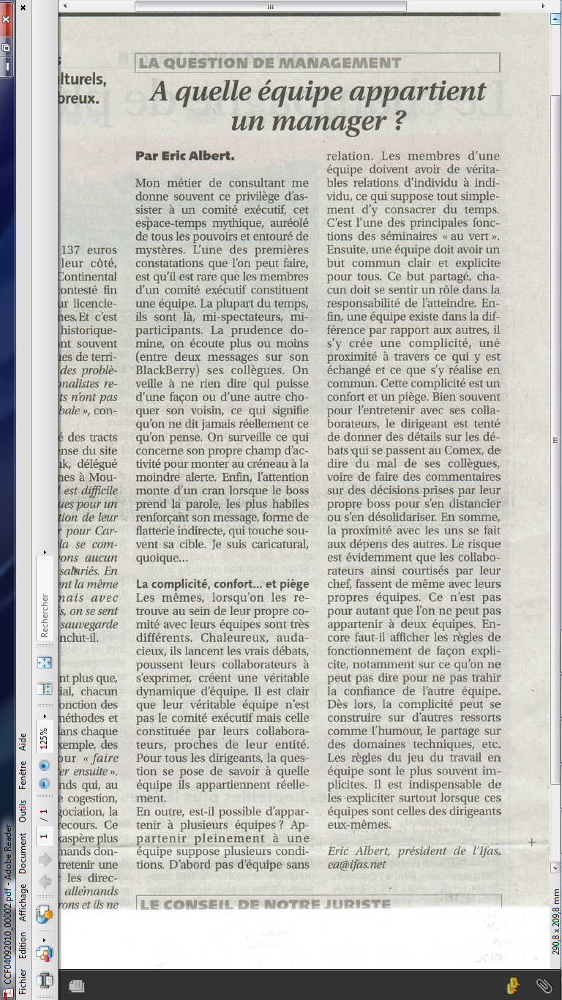 LA QUESTION DE MANAGEMENT
A quelle équipe appartient
un manager ?
Par Eric Albert.
Mon métier de consultant me
donne souvent ce privilège d'as-
sister à un comité exécutif, cet
espace-temps mythique, auréolé
de tous les pouvoirs et entouré de
mystères. L'une des premières
constatations que l'on peut faire,
est qu'il est rare que les membres
d'un comité exécutif constituent
une équipe. La plupart du temps,
ils sont là, mi-spectateurs, mi-
participants. La prudence do-
mine, on écoute plus ou moins
(entre deux messages sur son
BlackBerry) ses collègues. On
veille à ne rien dire qui puisse
d'une façon ou d'une autre cho-
quer son voisin, ce qui signifie
qu'on ne dit jamais réellement ce
qu'on pense. On surveille ce qui
concerne son propre champ d'ac-
tivité pour monter au créneau à la
moindre alerte. Enfin, l'attention
monte d'un cran lorsque le boss
prend la parole, les plus habiles
renforçant son message, forme de
flatterie indirecte, qui touche sou-
vent sa cible. Je suis caricatural,
quoique...
La complicité, confort... et piège
Les mêmes, lorsqu'on les re-
trouve au sein de leur propre co-
mité avec leurs équipes sont très
différents. Chaleureux, auda-
cieux, ils lancent les vrais débats,
poussent leurs collaborateurs à
s'exprimer, créent une véritable
dynamique d'équipe. Il est clair
que leur véritable équipe n'est
pas le comité exécutif mais celle
constituée par leurs collabora-
teurs, proches de leur entité.
Pour tous les dirigeants, la ques-
tion se pose de savoir à quelle
équipe ils appartiennent réelle-
ment.
En outre, est-il possible d'appar-
tenir à plusieurs équipes ? Ap-
partenir pleinement à une
équipe suppose plusieurs condi-
tions. D'abord pas d'équipe sans
relation. Les membres d'une
équipe doivent avoir de vérita-
bles relations d'individu à indi-
vidu, ce qui suppose tout simple-
ment d'y consacrer du temps.
C'est l'une des principales fonc-
tions des séminaires « au vert ».
Ensuite, une équipe doit avoir un
but commun clair et explicite
pour tous. Ce but partagé, cha-
cun doit se sentir un rôle dans la
responsabilité de l'atteindre. En-
fin, une équipe existe dans la dif-
férence par rapport aux autres, il
s'y crée une complicité, une
proximité à travers ce qui y est
échangé et ce que s'y réalise en
commun. Cette complicité est un
confort et un piège. Bien souvent
pour l'entretenir avec ses colla-
borateurs, le dirigeant est tenté
de donner des détails sur les dé-
bats qui se passent au Comex, de
dire du mal de ses collègues,
voire de faire des commentaires
sur des décisions prises par leur
propre boss pour s'en distancier
ou s'en désolidariser. En somme,
la proximité avec les uns se fait
aux dépens des autres. Le risque
est évidemment que les collabo-
rateurs ainsi courtisés par leur
chef, fassent de même avec leurs
propres équipes. Ce n'est pas
pour autant que l'on ne peut pas
appartenir à deux équipes. En-
core faut-il afficher les règles de
fonctionnement de façon expli-
cite, notamment sur ce qu'on ne
peut pas dire pour ne pas trahir
la confiance de l'autre équipe.
Dès lors, la complicité peut se
construire sur d'autres ressorts
comme l'humour, le partage sur
des domaines techniques, etc.
Les règles du jeu du travail en
équipe sont le plus souvent im-
plicites. Il est indispensable de
les expliciter surtout lorsque ces
équipes sont celles des dirigeants
eux-mêmes.
Eric Albert, président de l'Ifas,
ea@ifas.net
LE CONSEIL DE NOTRE JURISTE
137 euros
leur côté,
Continental
CCF04092010_00002.pdf - Adobe Reader
Fichier Edition Affichage Document Outils Fenêtre Aide
1 / 1
125%
Rechercher
290,8 x 209,8 mm